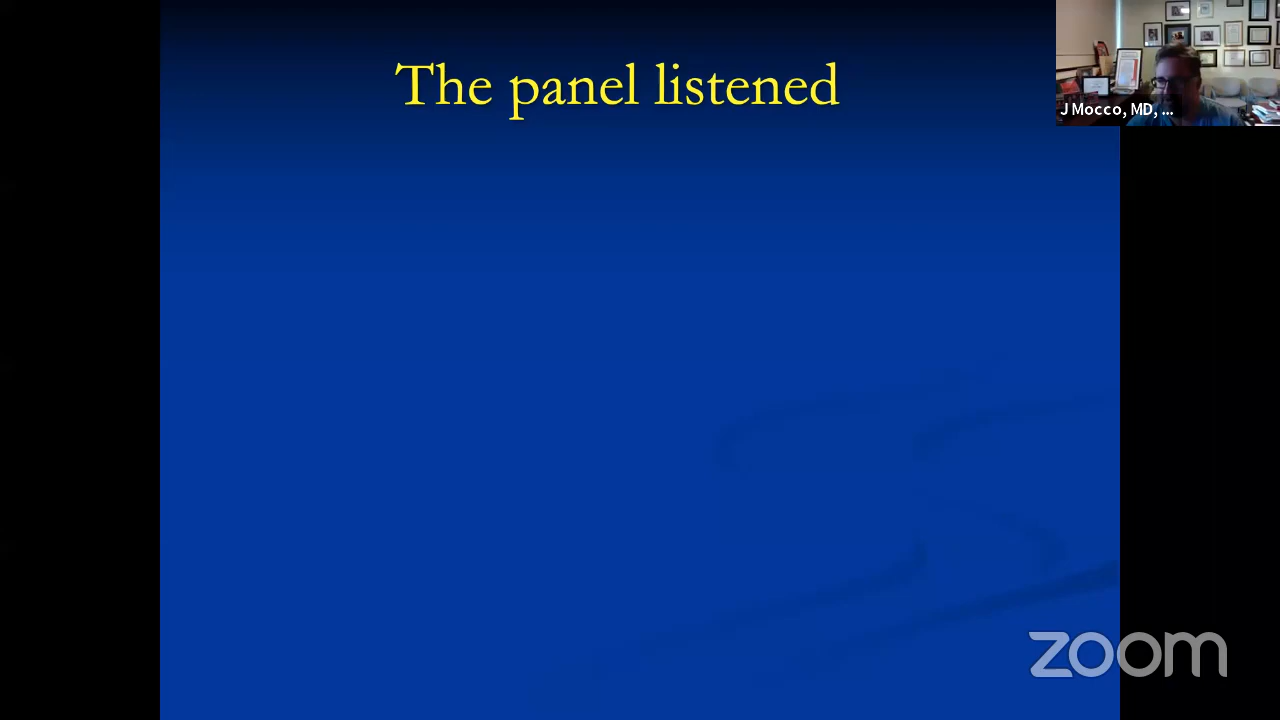 The panel listened
J Mocco, MD, ...
zoom